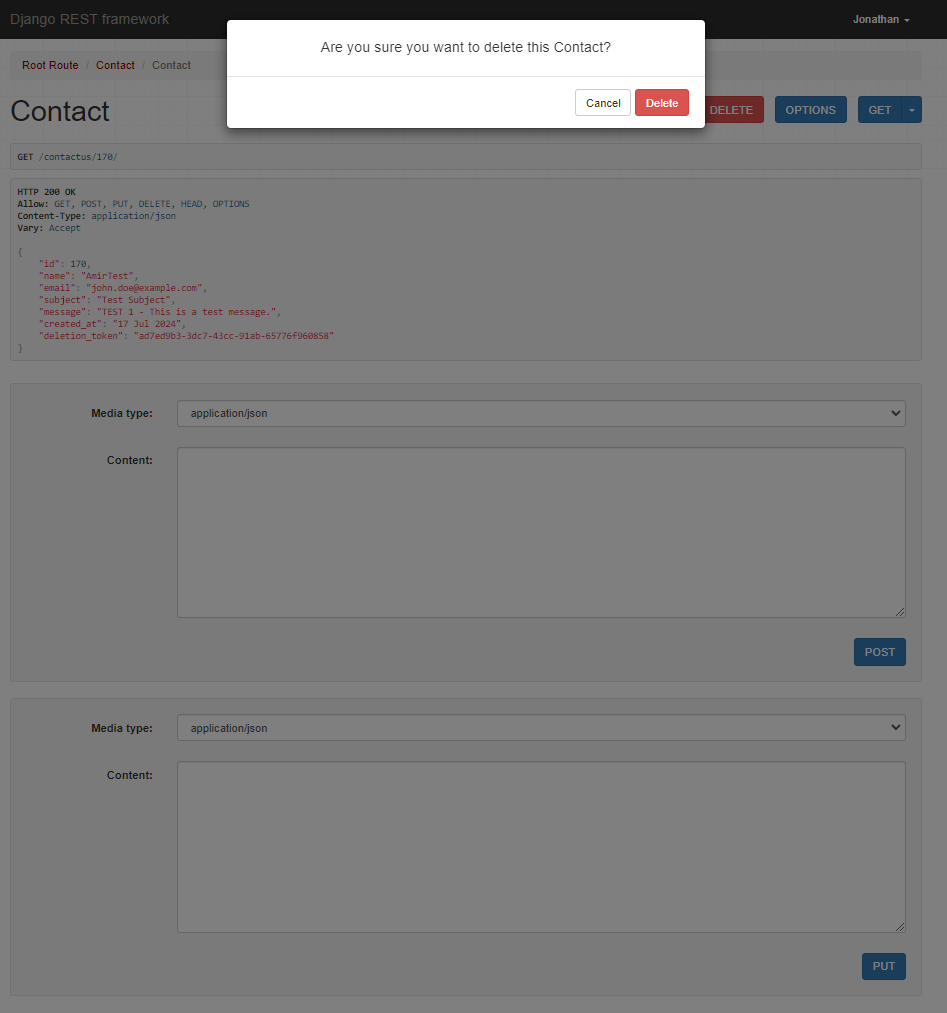 Django REST framework
Jonathan
Are you sure you want to delete this Contact?
Cancel
Delete
Root Route / Contact / Contact
Contact
DELETE
OPTIONS
GET
GET /contactus/170/
HTTP 200 OK
Allow: GET, POST, PUT, DELETE, HEAD, OPTIONS
Content-Type: application/json
Vary: Accept
{
"id": 170,
"name": "AmirTest",
"email": "john.doe@example.com",
"subject": "Test Subject",
"message": "TEST 1 - This is a test message.",
"created_at": "17 Jul 2024",
"deletion_token": "ad7ed9b3-3dc7-43cc-91ab-65776f960858"
}
Media type:
application/json
Content:
POST
Media type:
application/json
Content:
PUT